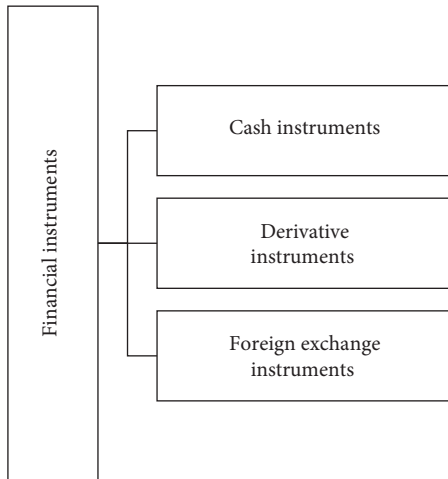 Financial instruments
Cash instruments
Derivative
instruments
Foreign exchange
instruments